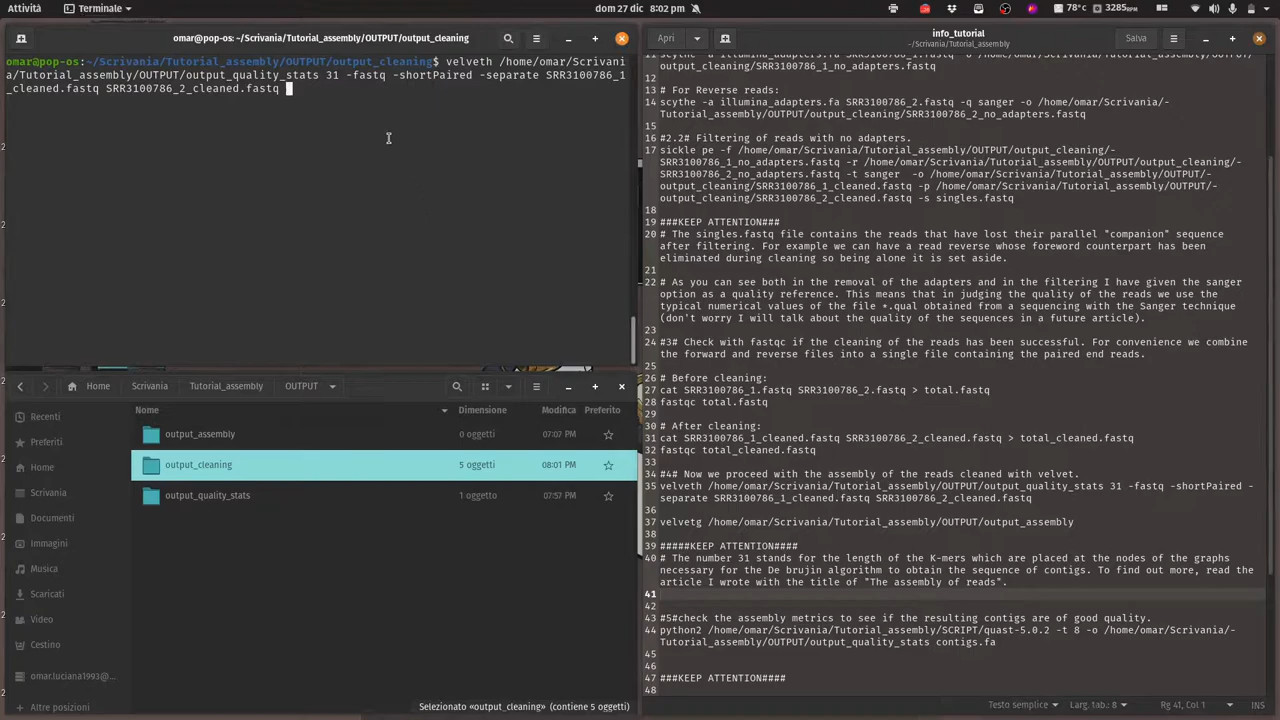 Attività
Terminale
dom 27 dic 8:02 PM
78°c
3285RPM
omar@pop-os: ~/Scrivania/Tutorial_assembly/OUTPUT/output_cleaning
omar@pop-os:~/Scrivania/Tutorial_assembly/OUTPUT/output_cleaning$ velveth /home/omar/Scrivani
a/Tutorial_assembly/OUTPUT/output_quality_stats 31 -fastq -shortPaired -separate SRR3100786_1
_cleaned.fastq SRR3100786_2_cleaned.fastq
Home
Scrivania
Tutorial_assembly
OUTPUT
Nome
Dimensione
Modifica
Preferito
output_assembly
0 oggetti
07:07 PM
output_cleaning
5 oggetti
08:01 PM
output_quality_stats
1 oggetto
07:57 PM
Recenti
Preferiti
Home
Scrivania
Documenti
Immagini
Musica
Scaricati
Video
Cestino
omar.luciana1993@...
Altre posizioni
Selezionato «output_cleaning» (contiene 5 oggetti)
Apri
info_tutorial
~/Scrivania/Tutorial_assembly
Salva
output_cleaning/SRR3100786_1_no_adapters.fastq
12
13 # For Reverse reads:
14 scythe -a illumina_adapters.fa SRR3100786_2.fastq -q sanger -o /home/omar/Scrivania/-
Tutorial_assembly/OUTPUT/output_cleaning/SRR3100786_2_no_adapters.fastq
15
16 #2.2# Filtering of reads with no adapters.
17 sickle pe -f /home/omar/Scrivania/Tutorial_assembly/OUTPUT/output_cleaning/-
SRR3100786_1_no_adapters.fastq -r /home/omar/Scrivania/Tutorial_assembly/OUTPUT/output_cleaning/-
SRR3100786_2_no_adapters.fastq -t sanger  -o /home/omar/Scrivania/Tutorial_assembly/OUTPUT/-
output_cleaning/SRR3100786_1_cleaned.fastq -p /home/omar/Scrivania/Tutorial_assembly/OUTPUT/-
output_cleaning/SRR3100786_2_cleaned.fastq -s singles.fastq
18
19 ###KEEP ATTENTION###
20 # The singles.fastq file contains the reads that have lost their parallel "companion" sequence
after filtering. For example we can have a read reverse whose foreword counterpart has been
eliminated during cleaning so being alone it is set aside.
21
22 # As you can see both in the removal of the adapters and in the filtering I have given the sanger
option as a quality reference. This means that in judging the quality of the reads we use the
typical numerical values of the file *.qual obtained from a sequencing with the Sanger technique
(don't worry I will talk about the quality of the sequences in a future article).
23
24 #3# Check with fastqc if the cleaning of the reads has been successful. For convenience we combine
the forward and reverse files into a single file containing the paired end reads.
25
26 # Before cleaning:
27 cat SRR3100786_1.fastq SRR3100786_2.fastq > total.fastq
28 fastqc total.fastq
29
30 # After cleaning:
31 cat SRR3100786_1_cleaned.fastq SRR3100786_2_cleaned.fastq > total_cleaned.fastq
32 fastqc total_cleaned.fastq
33
34 #4# Now we proceed with the assembly of the reads cleaned with velvet.
35 velveth /home/omar/Scrivania/Tutorial_assembly/OUTPUT/output_quality_stats 31 -fastq -shortPaired -
separate SRR3100786_1_cleaned.fastq SRR3100786_2_cleaned.fastq
36
37 velvetg /home/omar/Scrivania/Tutorial_assembly/OUTPUT/output_assembly
38
39 #####KEEP ATTENTION####
40 # The number 31 stands for the length of the K-mers which are placed at the nodes of the graphs
necessary for the De brujin algorithm to obtain the sequence of contigs. To find out more, read the
article I wrote with the title of "The assembly of reads".
41
42
43 #5#check the assembly metrics to see if the resulting contigs are of good quality.
44 python2 /home/omar/Scrivania/Tutorial_assembly/SCRIPT/quast-5.0.2 -t 8 -o /home/omar/Scrivania/-
Tutorial_assembly/OUTPUT/output_quality_stats contigs.fa
45
46
47 ###KEEP ATTENTION####
48
Testo semplice
Larg. tab.: 8
Rg 41, Col 1
INS